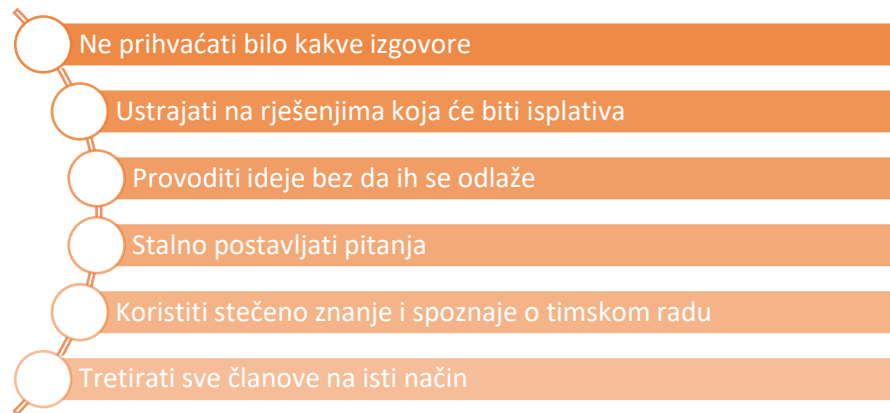 Ne prihvaćati bilo kakve izgovore
Ustrajati na rješenjima koja će biti isplativa
Provoditi ideje bez da ih se odlaže
Stalno postavljati pitanja
Koristiti stečeno znanje i spoznaje o timskom radu
Tretirati sve članove na isti način